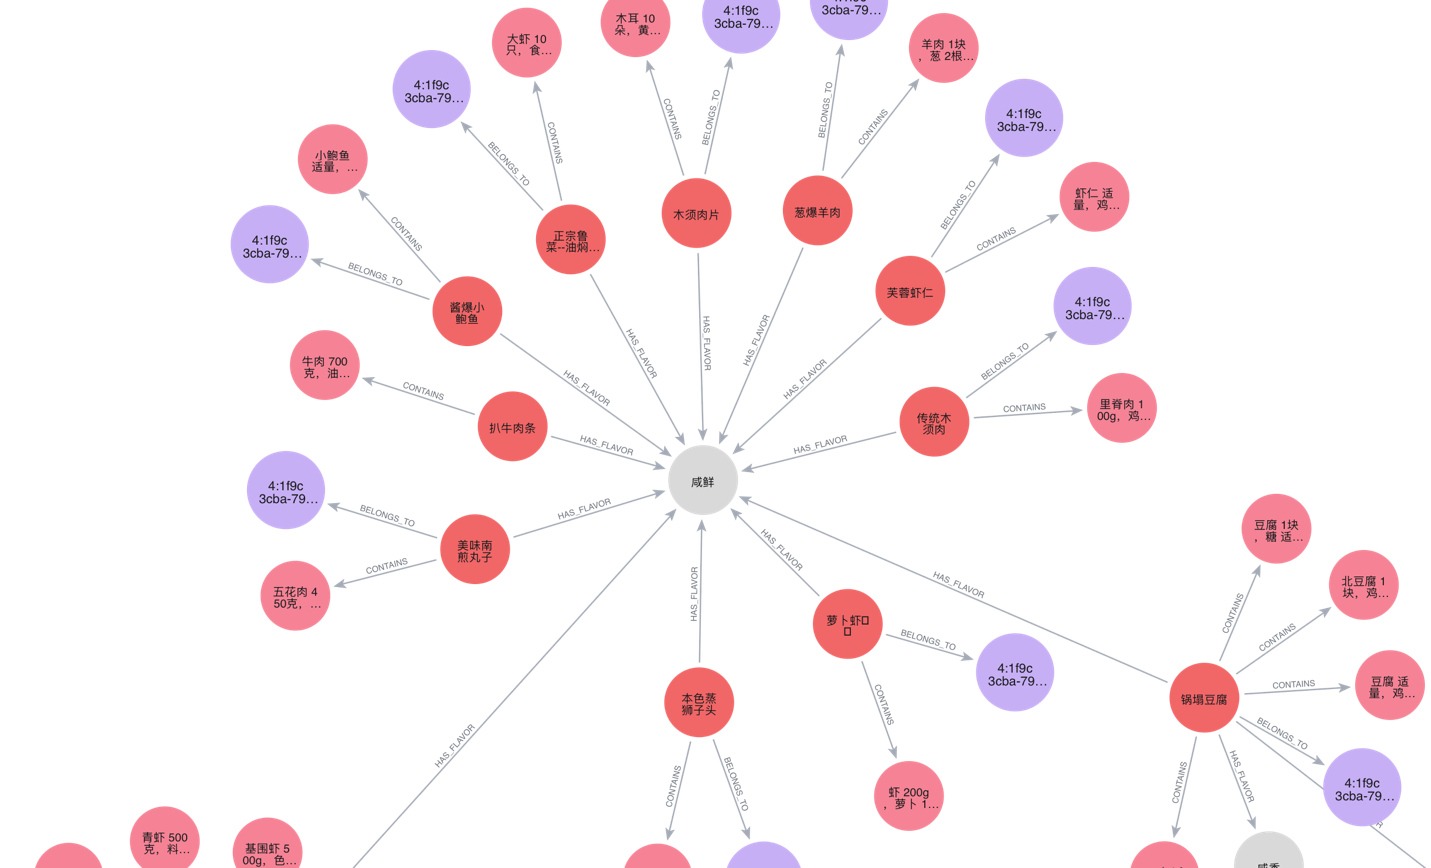 木耳 10
朵，黄…
4:1f9c
3cba-79…
3cba-79…
大虾 10
只，食…
羊肉 1块
，葱 2根…
4:1f9c
3cba-79…
4:1f9c
3cba-79…
CONTAINS
BELONGS_TO
BELONGS_TO
CONTAINS
BELONGS_TO
CONTAINS
小鲍鱼
适量，…
虾仁 适
量，鸡…
BELONGS_TO
CONTAINS
木须肉片
葱爆羊肉
正宗鲁
菜--油焖…
4:1f9c
3cba-79…
CONTAINS
BELONGS_TO
酱爆小
鲍鱼
芙蓉虾仁
4:1f9c
3cba-79…
HAS_FLAVOR
HAS_FLAVOR
HAS_FLAVOR
HAS_FLAVOR
HAS_FLAVOR
BELONGS_TO
牛肉 700
克，油…
CONTAINS
扒牛肉条
HAS_FLAVOR
传统木
须肉
CONTAINS
里脊肉 1
00g，鸡…
HAS_FLAVOR
咸鲜
4:1f9c
3cba-79…
BELONGS_TO
HAS_FLAVOR
美味南
煎丸子
CONTAINS
五花肉 4
50克，…
HAS_FLAVOR
HAS_FLAVOR
HAS_FLAVOR
豆腐 1块
，糖 适…
北豆腐 1
块，鸡…
CONTAINS
CONTAINS
萝卜虾
BELONGS_TO
4:1f9c
3cba-79…
CONTAINS
豆腐 适
量，鸡…
本色蒸
狮子头
锅塌豆腐
CONTAINS
BELONGS_TO
HAS_FLAVOR
CONTAINS
BELONGS_TO
CONTAINS
HAS_FLAVOR
4:1f9c
3cba-79…
虾 200g
，萝卜 1…
青虾 500
克，料…
基围虾 5
00g，色…
R